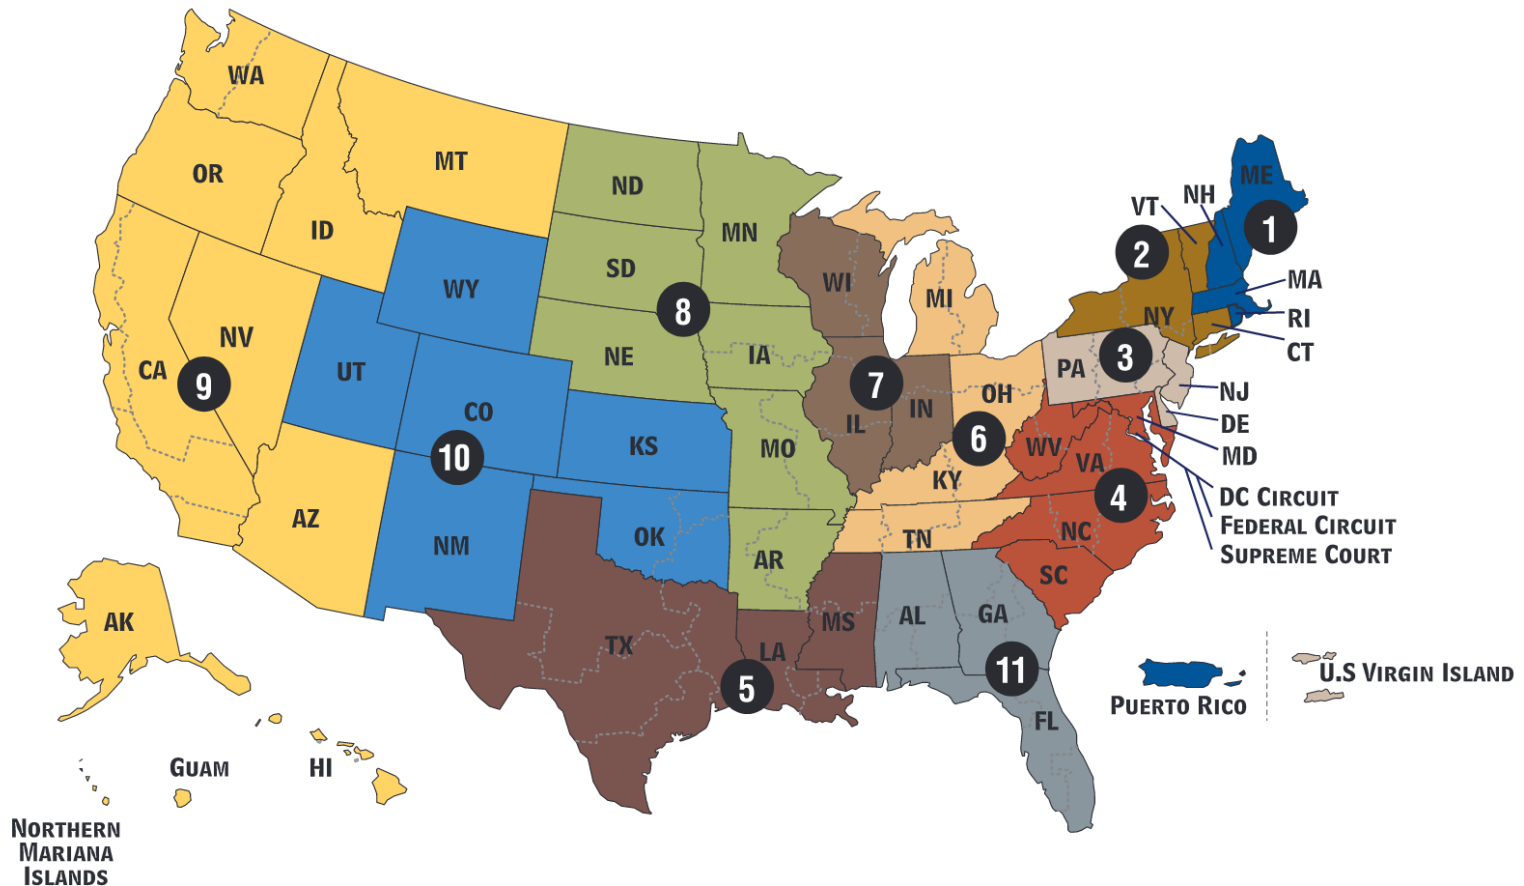 WA
OR
MT
ID
ND
MN
SD
WY
NV
CA
9
UT
CO
10
NE
8
IA
KS
MO
AZ
NM
OK
AR
TX
5
LA
MS
AL
GA
11
FL
WI
MI
7
IL
IN
OH
6
KY
TN
WV
VA
4
NC
SC
PA
3
NY
2
VT
NH
ME
1
MA
RI
CT
NJ
DE
MD
DC CIRCUIT
FEDERAL CIRCUIT
SUPREME COURT
AK
HI
GUAM
NORTHERN
MARIANA
ISLANDS
PUERTO RICO
U.S VIRGIN ISLAND